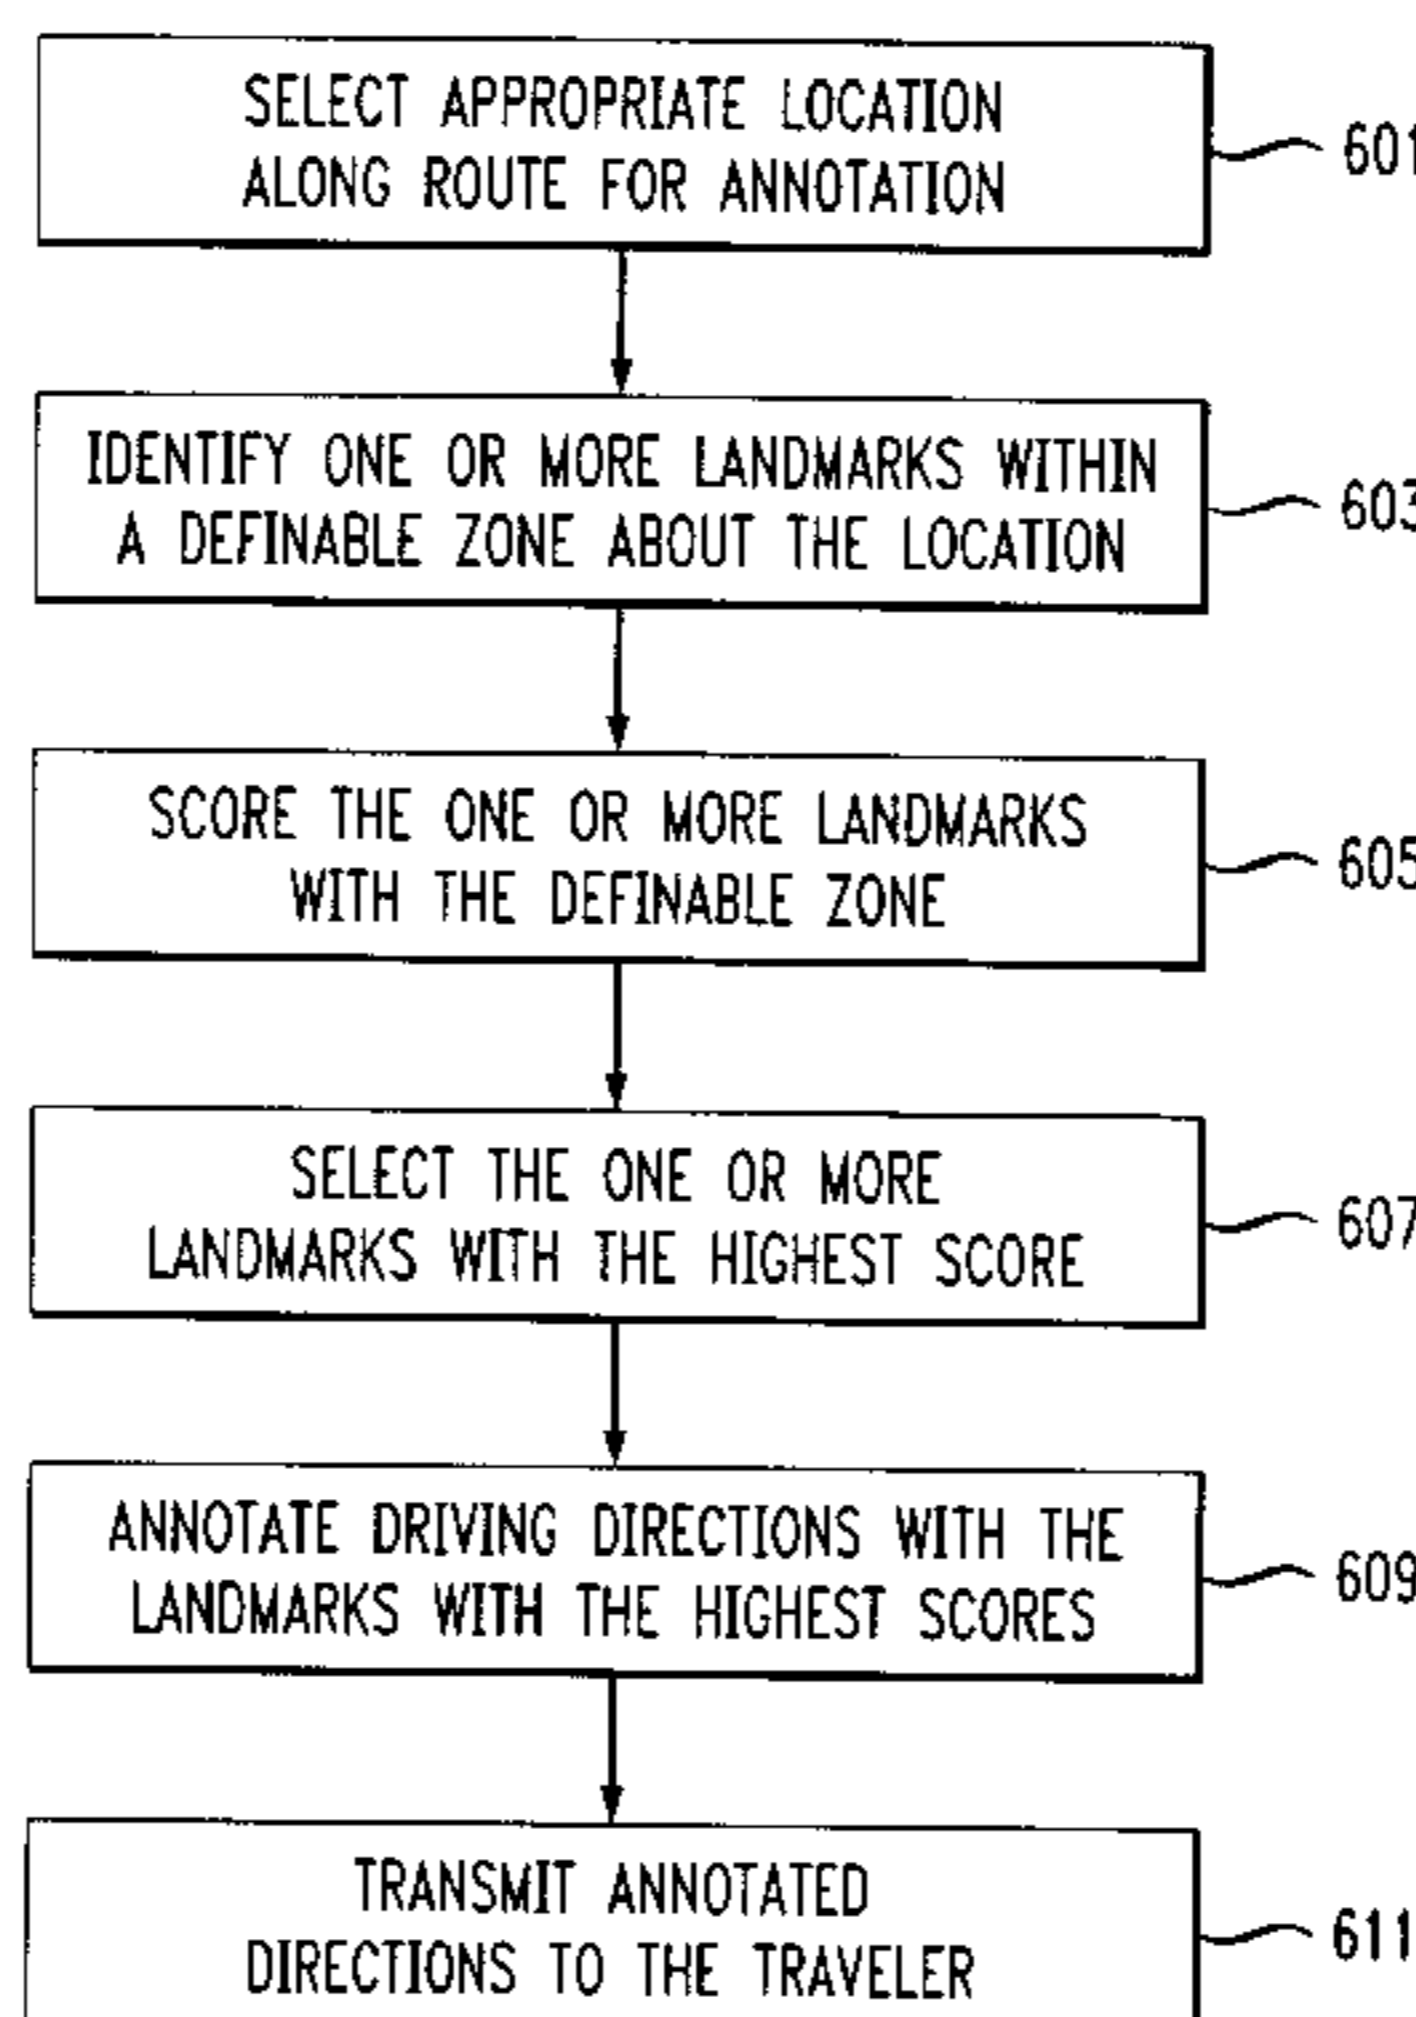 SELECT APPROPRIATE LOCATION
ALONG ROUTE FOR ANNOTATION
601
IDENTIFY ONE OR MORE LANDMARKS WITHIN
A DEFINABLE ZONE ABOUT THE LOCATION
603
SCORE THE ONE OR MORE LANDMARKS
WITH THE DEFINABLE ZONE
605
SELECT THE ONE OR MORE
LANDMARKS WITH THE HIGHEST SCORE
607
ANNOTATE DRIVING DIRECTIONS WITH THE
LANDMARKS WITH THE HIGHEST SCORES
609
TRANSMIT ANNOTATED
DIRECTIONS TO THE TRAVELER
611